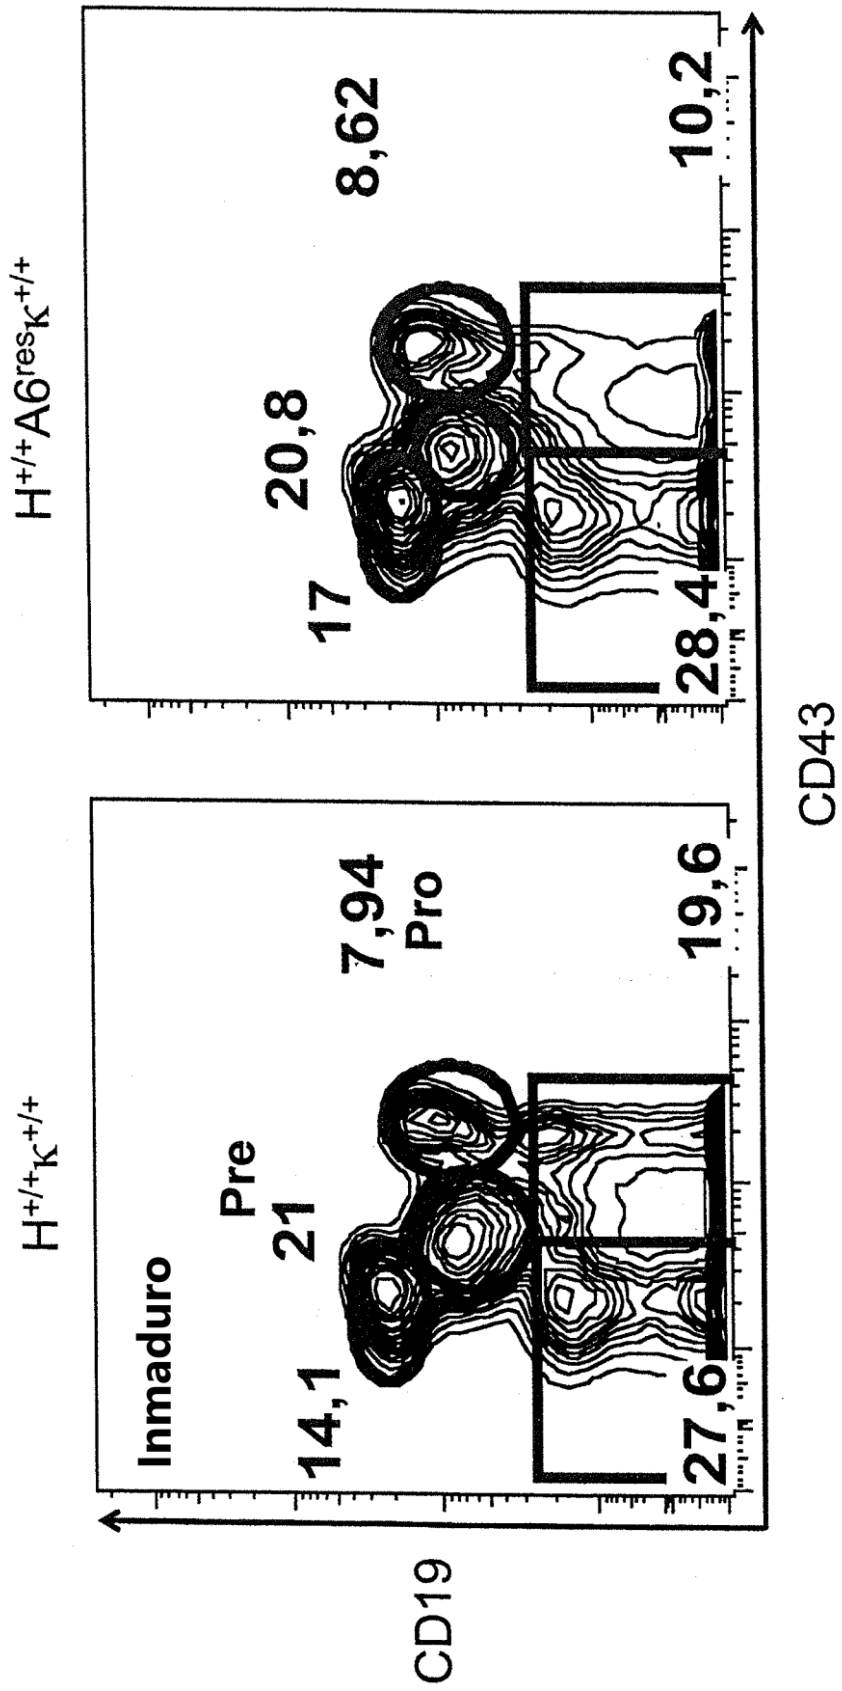 H+/+κ+/+
H+/+A6resκ+/+
Inmaduro
Pre
14,1
21
7,94
Pro
27,6
19,6
17
20,8
8,62
28,4
10,2
CD19
CD43